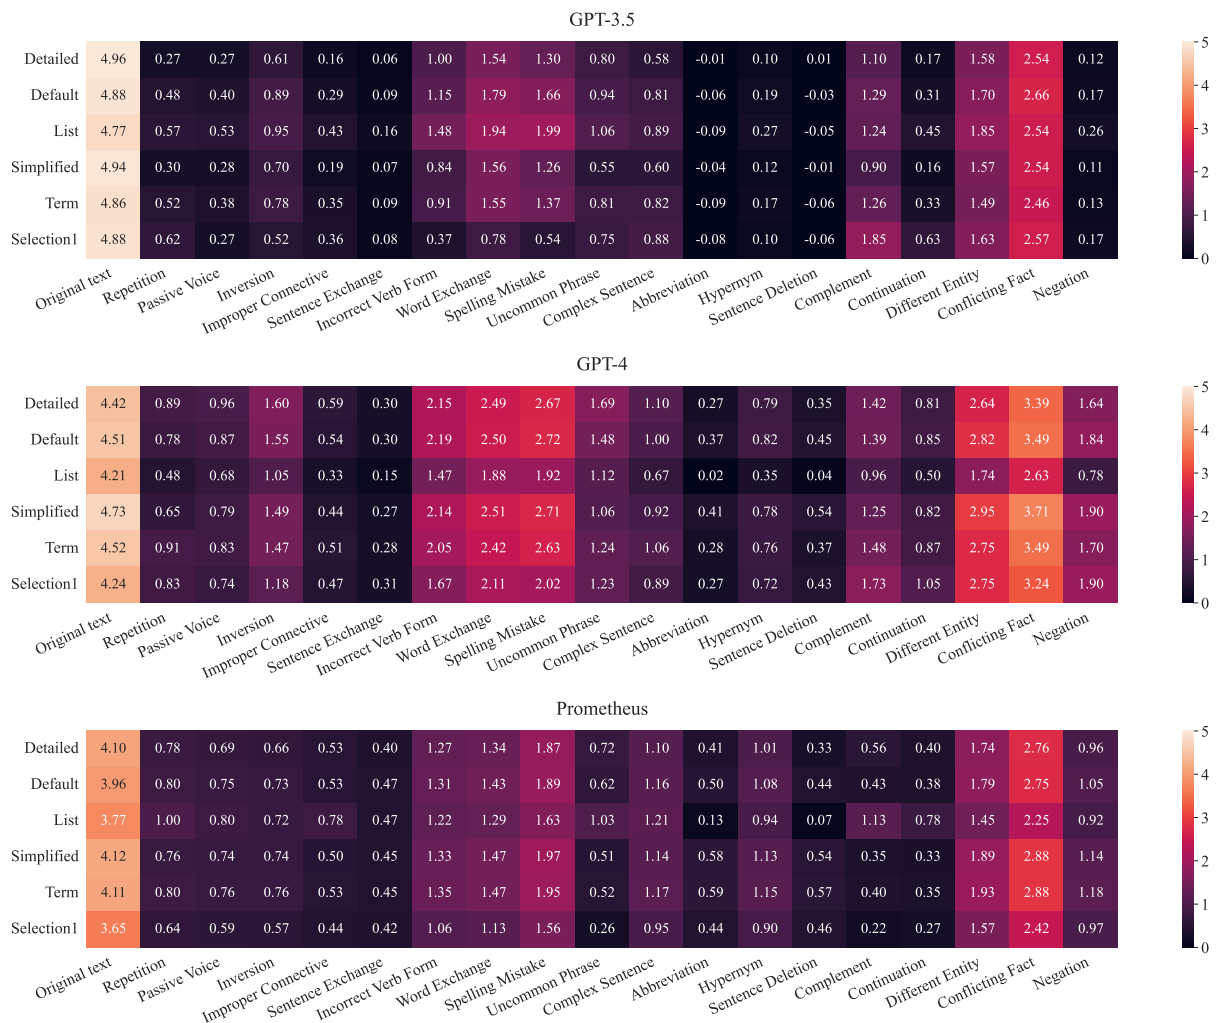 GPT-3.5
Detailed 4.96 0.27 0.27 0.61 0.16 0.06 1.00 1.54 1.30 0.80 0.58 -0.01 0.10 0.01 1.10 0.17 1.58 2.54 0.12
Default 4.88 0.48 0.40 0.89 0.29 0.09 1.15 1.79 1.66 0.94 0.81 -0.06 0.19 -0.03 1.29 0.31 1.70 2.66 0.17
List 4.77 0.57 0.53 0.95 0.43 0.16 1.48 1.94 1.99 1.06 0.89 -0.09 0.27 -0.05 1.24 0.45 1.85 2.54 0.26
Simplified 4.94 0.30 0.28 0.70 0.19 0.07 0.84 1.56 1.26 0.55 0.60 -0.04 0.12 -0.01 0.90 0.16 1.57 2.54 0.11
Term 4.86 0.52 0.38 0.78 0.35 0.09 0.91 1.55 1.37 0.81 0.82 -0.09 0.17 -0.06 1.26 0.33 1.49 2.46 0.13
Selection1 4.88 0.62 0.27 0.52 0.36 0.08 0.37 0.78 0.54 0.75 0.88 -0.08 0.10 -0.06 1.85 0.63 1.63 2.57 0.17
Original text Repetition Passive Voice Inversion Improper Connective Sentence Exchange Incorrect Verb Form Word Exchange Spelling Mistake Uncommon Phrase Complex Sentence Abbreviation Hypernym Sentence Deletion Complement Continuation Different Entity Conflicting Fact Negation
5
4
3
2
1
0
GPT-4
Detailed 4.42 0.89 0.96 1.60 0.59 0.30 2.15 2.49 2.67 1.69 1.10 0.27 0.79 0.35 1.42 0.81 2.64 3.39 1.64
Default 4.51 0.78 0.87 1.55 0.54 0.30 2.19 2.50 2.72 1.48 1.00 0.37 0.82 0.45 1.39 0.85 2.82 3.49 1.84
List 4.21 0.48 0.68 1.05 0.33 0.15 1.47 1.88 1.92 1.12 0.67 0.02 0.35 0.04 0.96 0.50 1.74 2.63 0.78
Simplified 4.73 0.65 0.79 1.49 0.44 0.27 2.14 2.51 2.71 1.06 0.92 0.41 0.78 0.54 1.25 0.82 2.95 3.71 1.90
Term 4.52 0.91 0.83 1.47 0.51 0.28 2.05 2.42 2.63 1.24 1.06 0.28 0.76 0.37 1.48 0.87 2.75 3.49 1.70
Selection1 4.24 0.83 0.74 1.18 0.47 0.31 1.67 2.11 2.02 1.23 0.89 0.27 0.72 0.43 1.73 1.05 2.75 3.24 1.90
Original text Repetition Passive Voice Inversion Improper Connective Sentence Exchange Incorrect Verb Form Word Exchange Spelling Mistake Uncommon Phrase Complex Sentence Abbreviation Hypernym Sentence Deletion Complement Continuation Different Entity Conflicting Fact Negation
5
4
3
2
1
0
Prometheus
Detailed 4.10 0.78 0.69 0.66 0.53 0.40 1.27 1.34 1.87 0.72 1.10 0.41 1.01 0.33 0.56 0.40 1.74 2.76 0.96
Default 3.96 0.80 0.75 0.73 0.53 0.47 1.31 1.43 1.89 0.62 1.16 0.50 1.08 0.44 0.43 0.38 1.79 2.75 1.05
List 3.77 1.00 0.80 0.72 0.78 0.47 1.22 1.29 1.63 1.03 1.21 0.13 0.94 0.07 1.13 0.78 1.45 2.25 0.92
Simplified 4.12 0.76 0.74 0.74 0.50 0.45 1.33 1.47 1.97 0.51 1.14 0.58 1.13 0.54 0.35 0.33 1.89 2.88 1.14
Term 4.11 0.80 0.76 0.76 0.53 0.45 1.35 1.47 1.95 0.52 1.17 0.59 1.15 0.57 0.40 0.35 1.93 2.88 1.18
Selection1 3.65 0.64 0.59 0.57 0.44 0.42 1.06 1.13 1.56 0.26 0.95 0.44 0.90 0.46 0.22 0.27 1.57 2.42 0.97
Original text Repetition Passive Voice Inversion Improper Connective Sentence Exchange Incorrect Verb Form Word Exchange Spelling Mistake Uncommon Phrase Complex Sentence Abbreviation Hypernym Sentence Deletion Complement Continuation Different Entity Conflicting Fact Negation
5
4
3
2
1
0